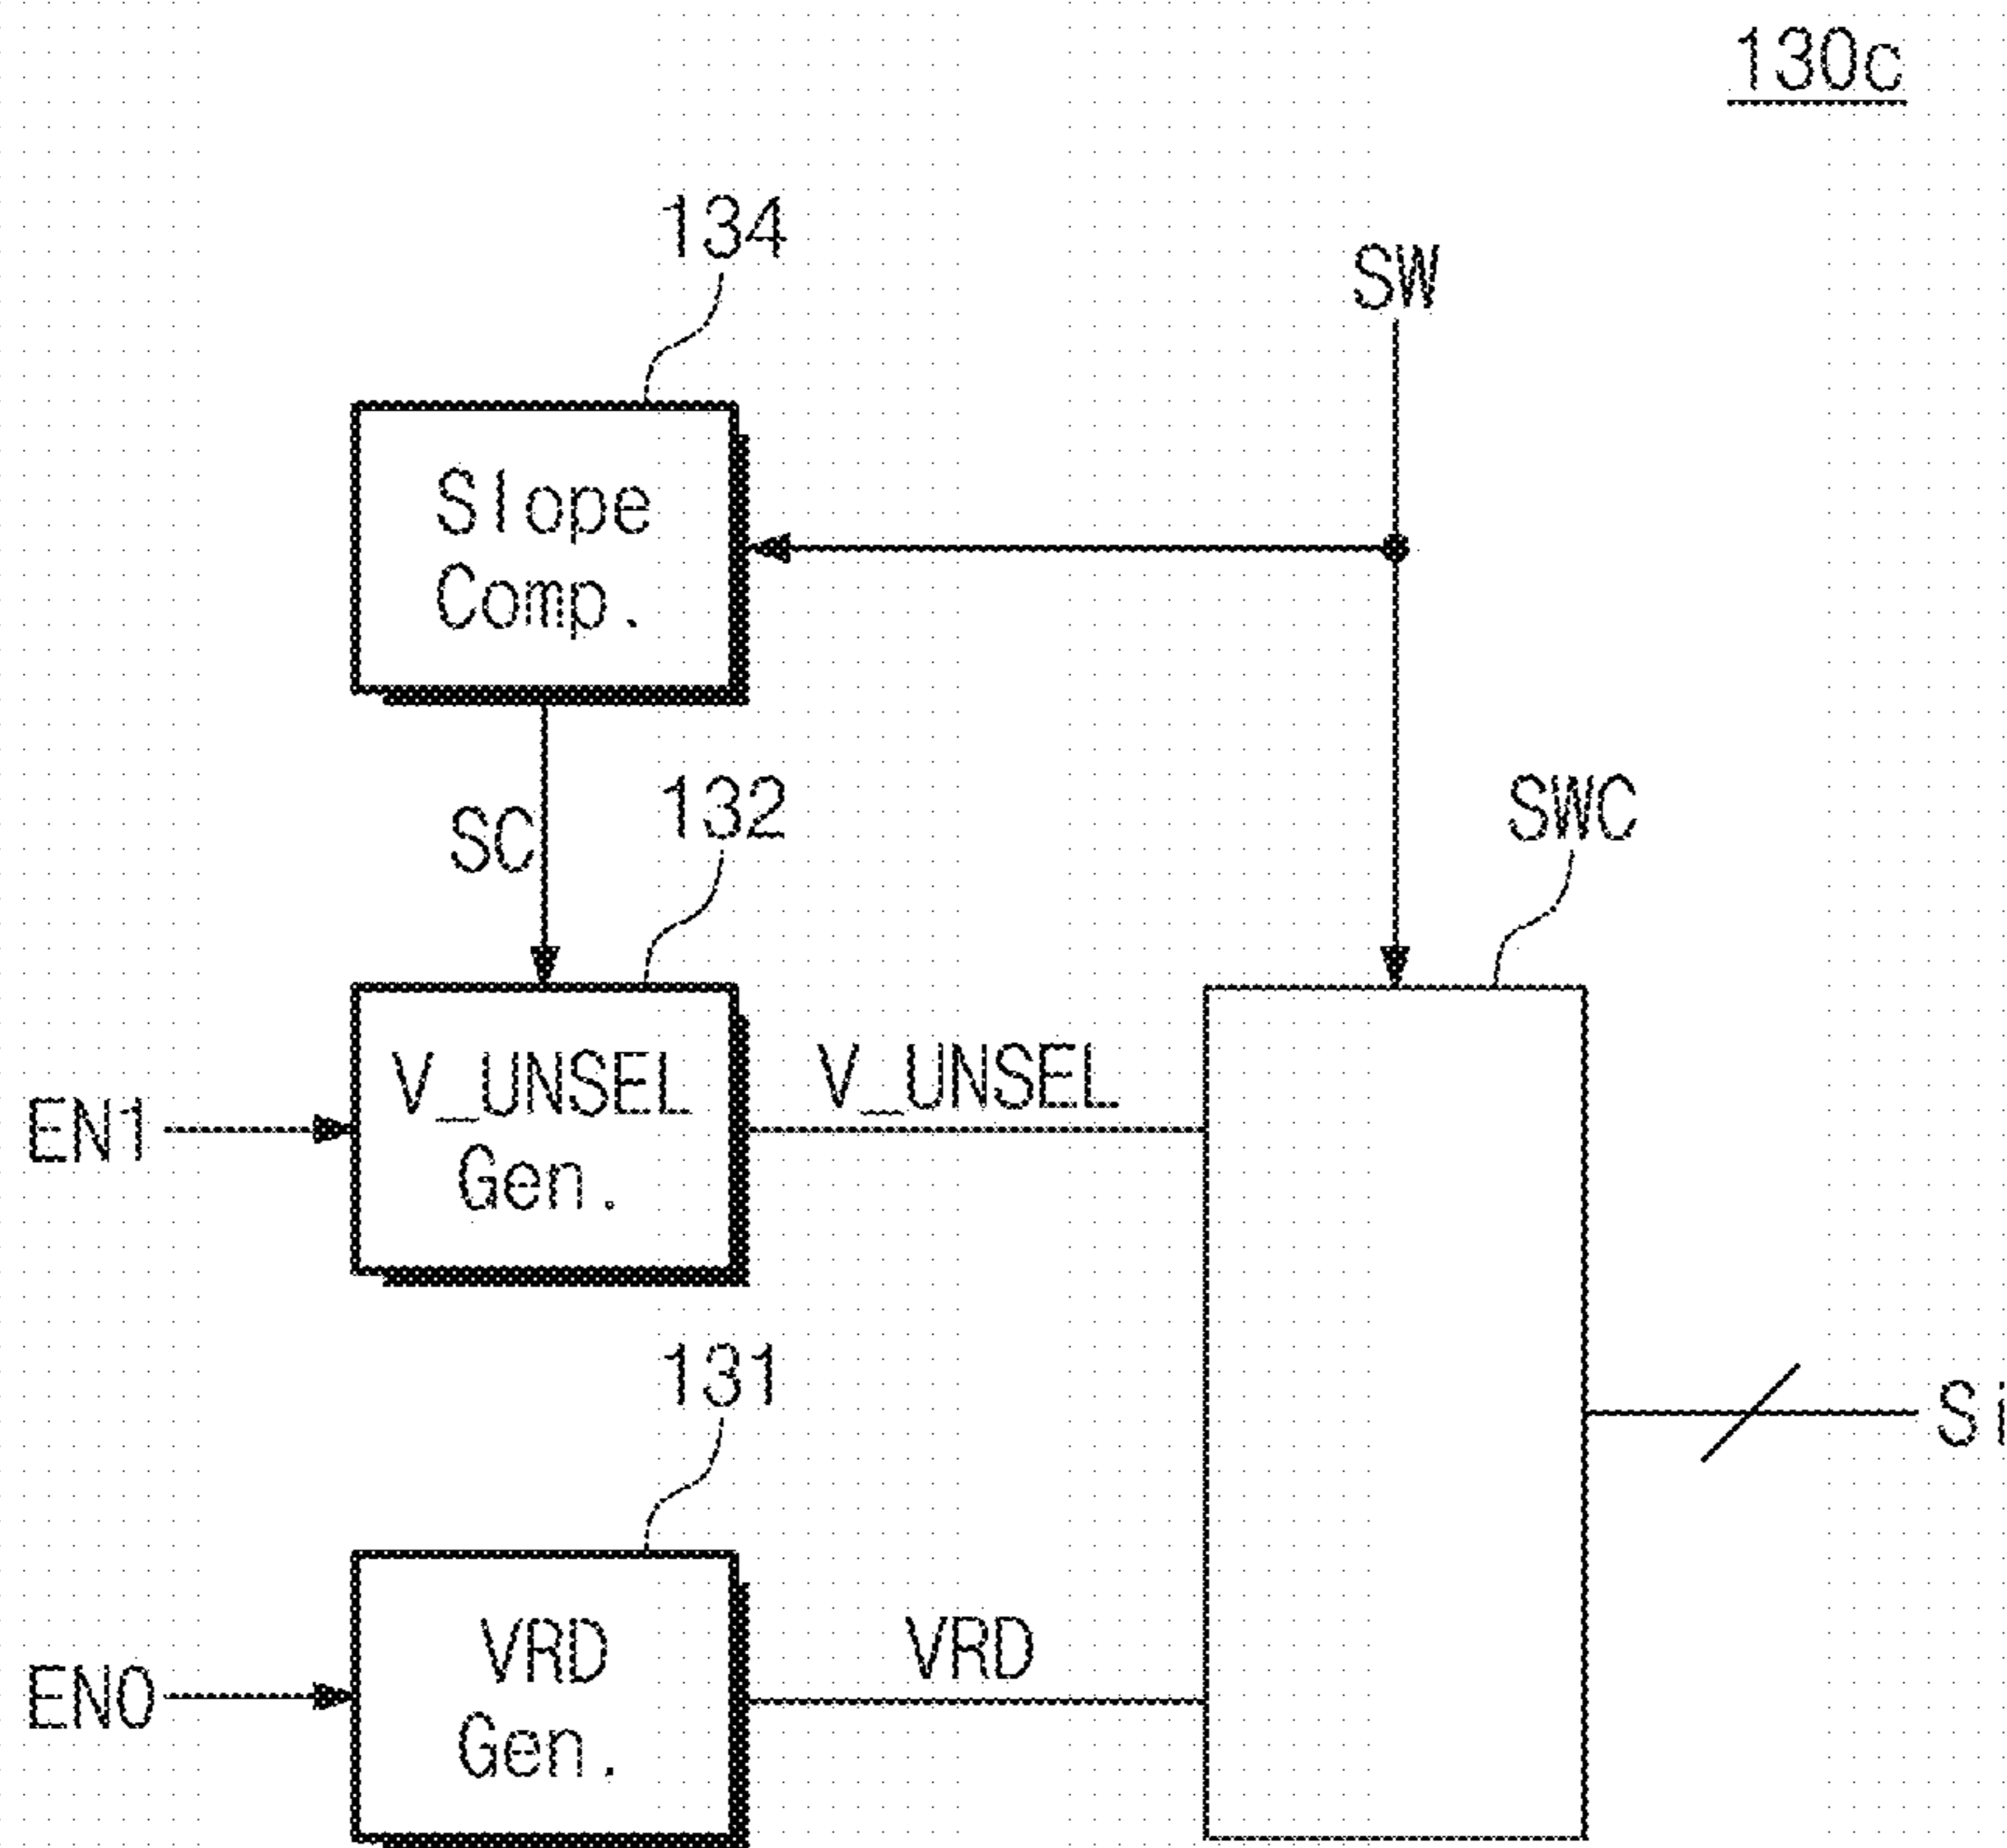 130c
134
SW
Slope
Comp.
SC
132
SWC
EN1
V_UNSEL
Gen.
V_UNSEL
131
Si
EN0
VRD
Gen.
VRD